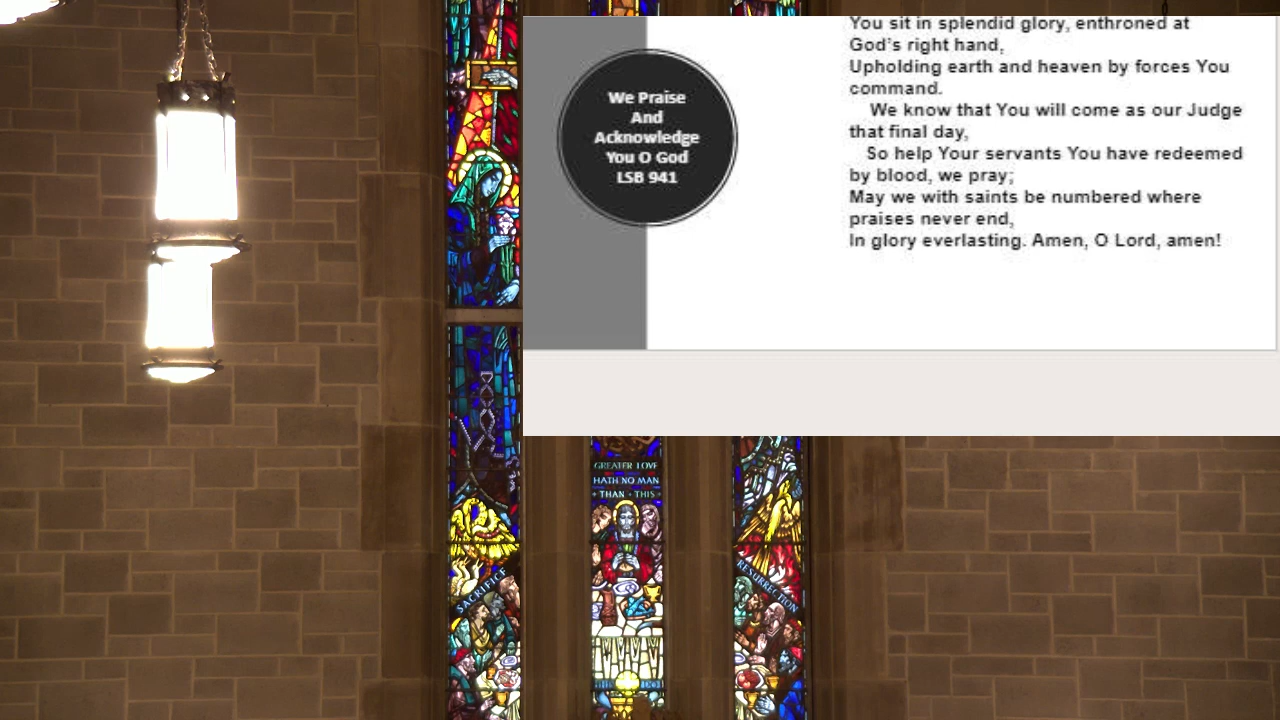 We Praise
And
Acknowledge
You O God
LSB 941
You sit in splendid glory, enthroned at
God's right hand,
Upholding earth and heaven by forces You
command.
We know that You will come as our Judge
that final day,
So help Your servants You have redeemed
by blood, we pray;
May we with saints be numbered where
praises never end,
In glory everlasting. Amen, O Lord, amen!
GREATER LOVE
HATH NO MAN
THAN · THIS
SACRIFICE
RESURRECTION